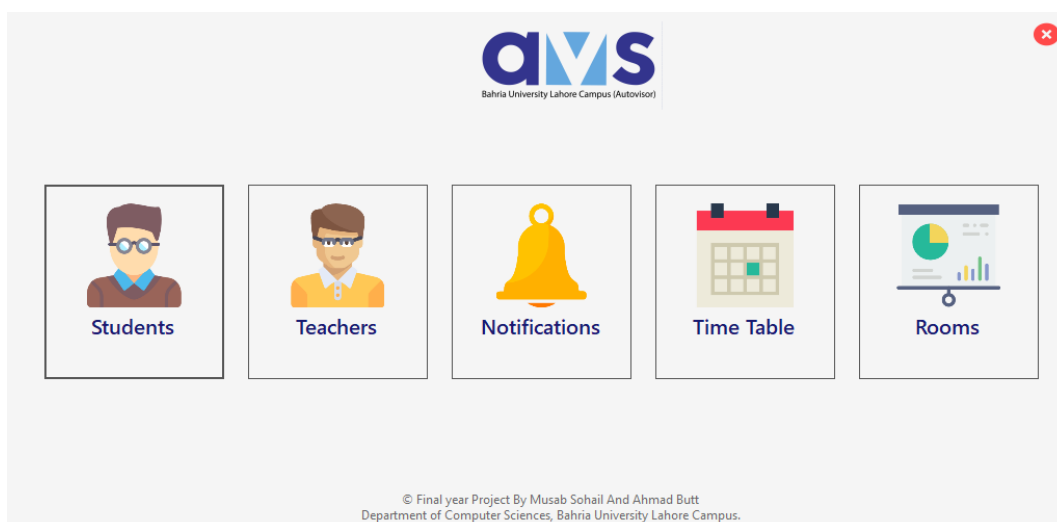 ams
Bahria University Lahore Campus (Autovisor)
Students
Teachers
Notifications
Time Table
Rooms
© Final year Project By Musab Sohail And Ahmad Butt
Department of Computer Sciences, Bahria University Lahore Campus.